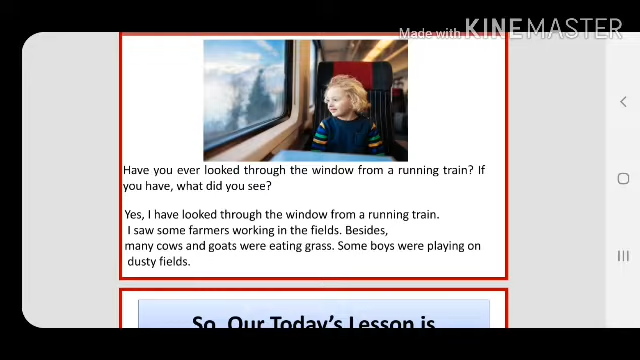 Made with KINEMASTER
Have you ever looked through the window from a running train? If
you have, what did you see?
Yes, I have looked through the window from a running train.
I saw some farmers working in the fields. Besides,
many cows and goats were eating grass. Some boys were playing on
dusty fields.
So, Our Today's Lesson is